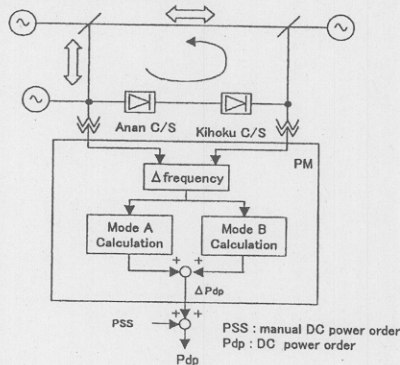 Anan C/S
Kihoku C/S
PM
Δfrequency
Mode A
Calculation
Mode B
Calculation
+
+
ΔPdp
+
+
PSS
PSS : manual DC power order
Pdp : DC power order
Pdp